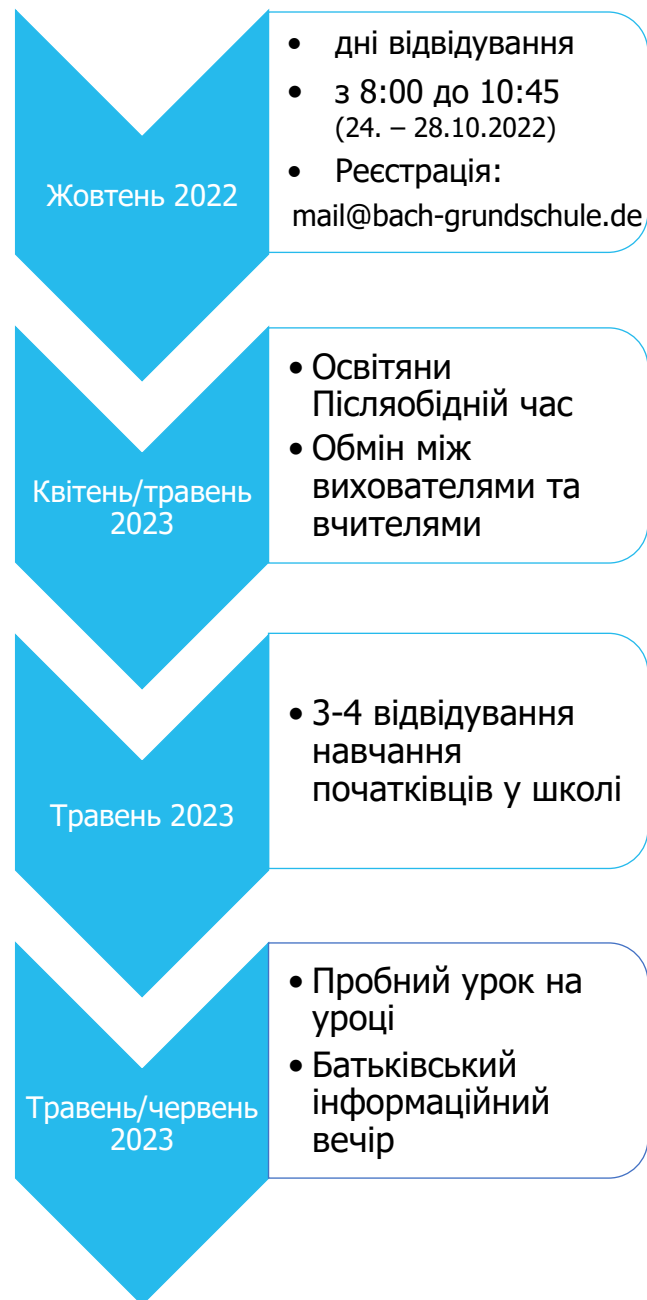 Жовтень 2022
• дні відвідування
• з 8:00 до 10:45
(24. – 28.10.2022)
• Реєстрація:
mail@bach-grundschule.de
Квітень/травень
2023
• Освітяни
Післяобідній час
• Обмін між
вихователями та
вчителями
Травень 2023
• 3-4 відвідування
навчання
початківців у школі
Травень/червень
2023
• Пробний урок на
уроці
• Батьківський
інформаційний
вечір